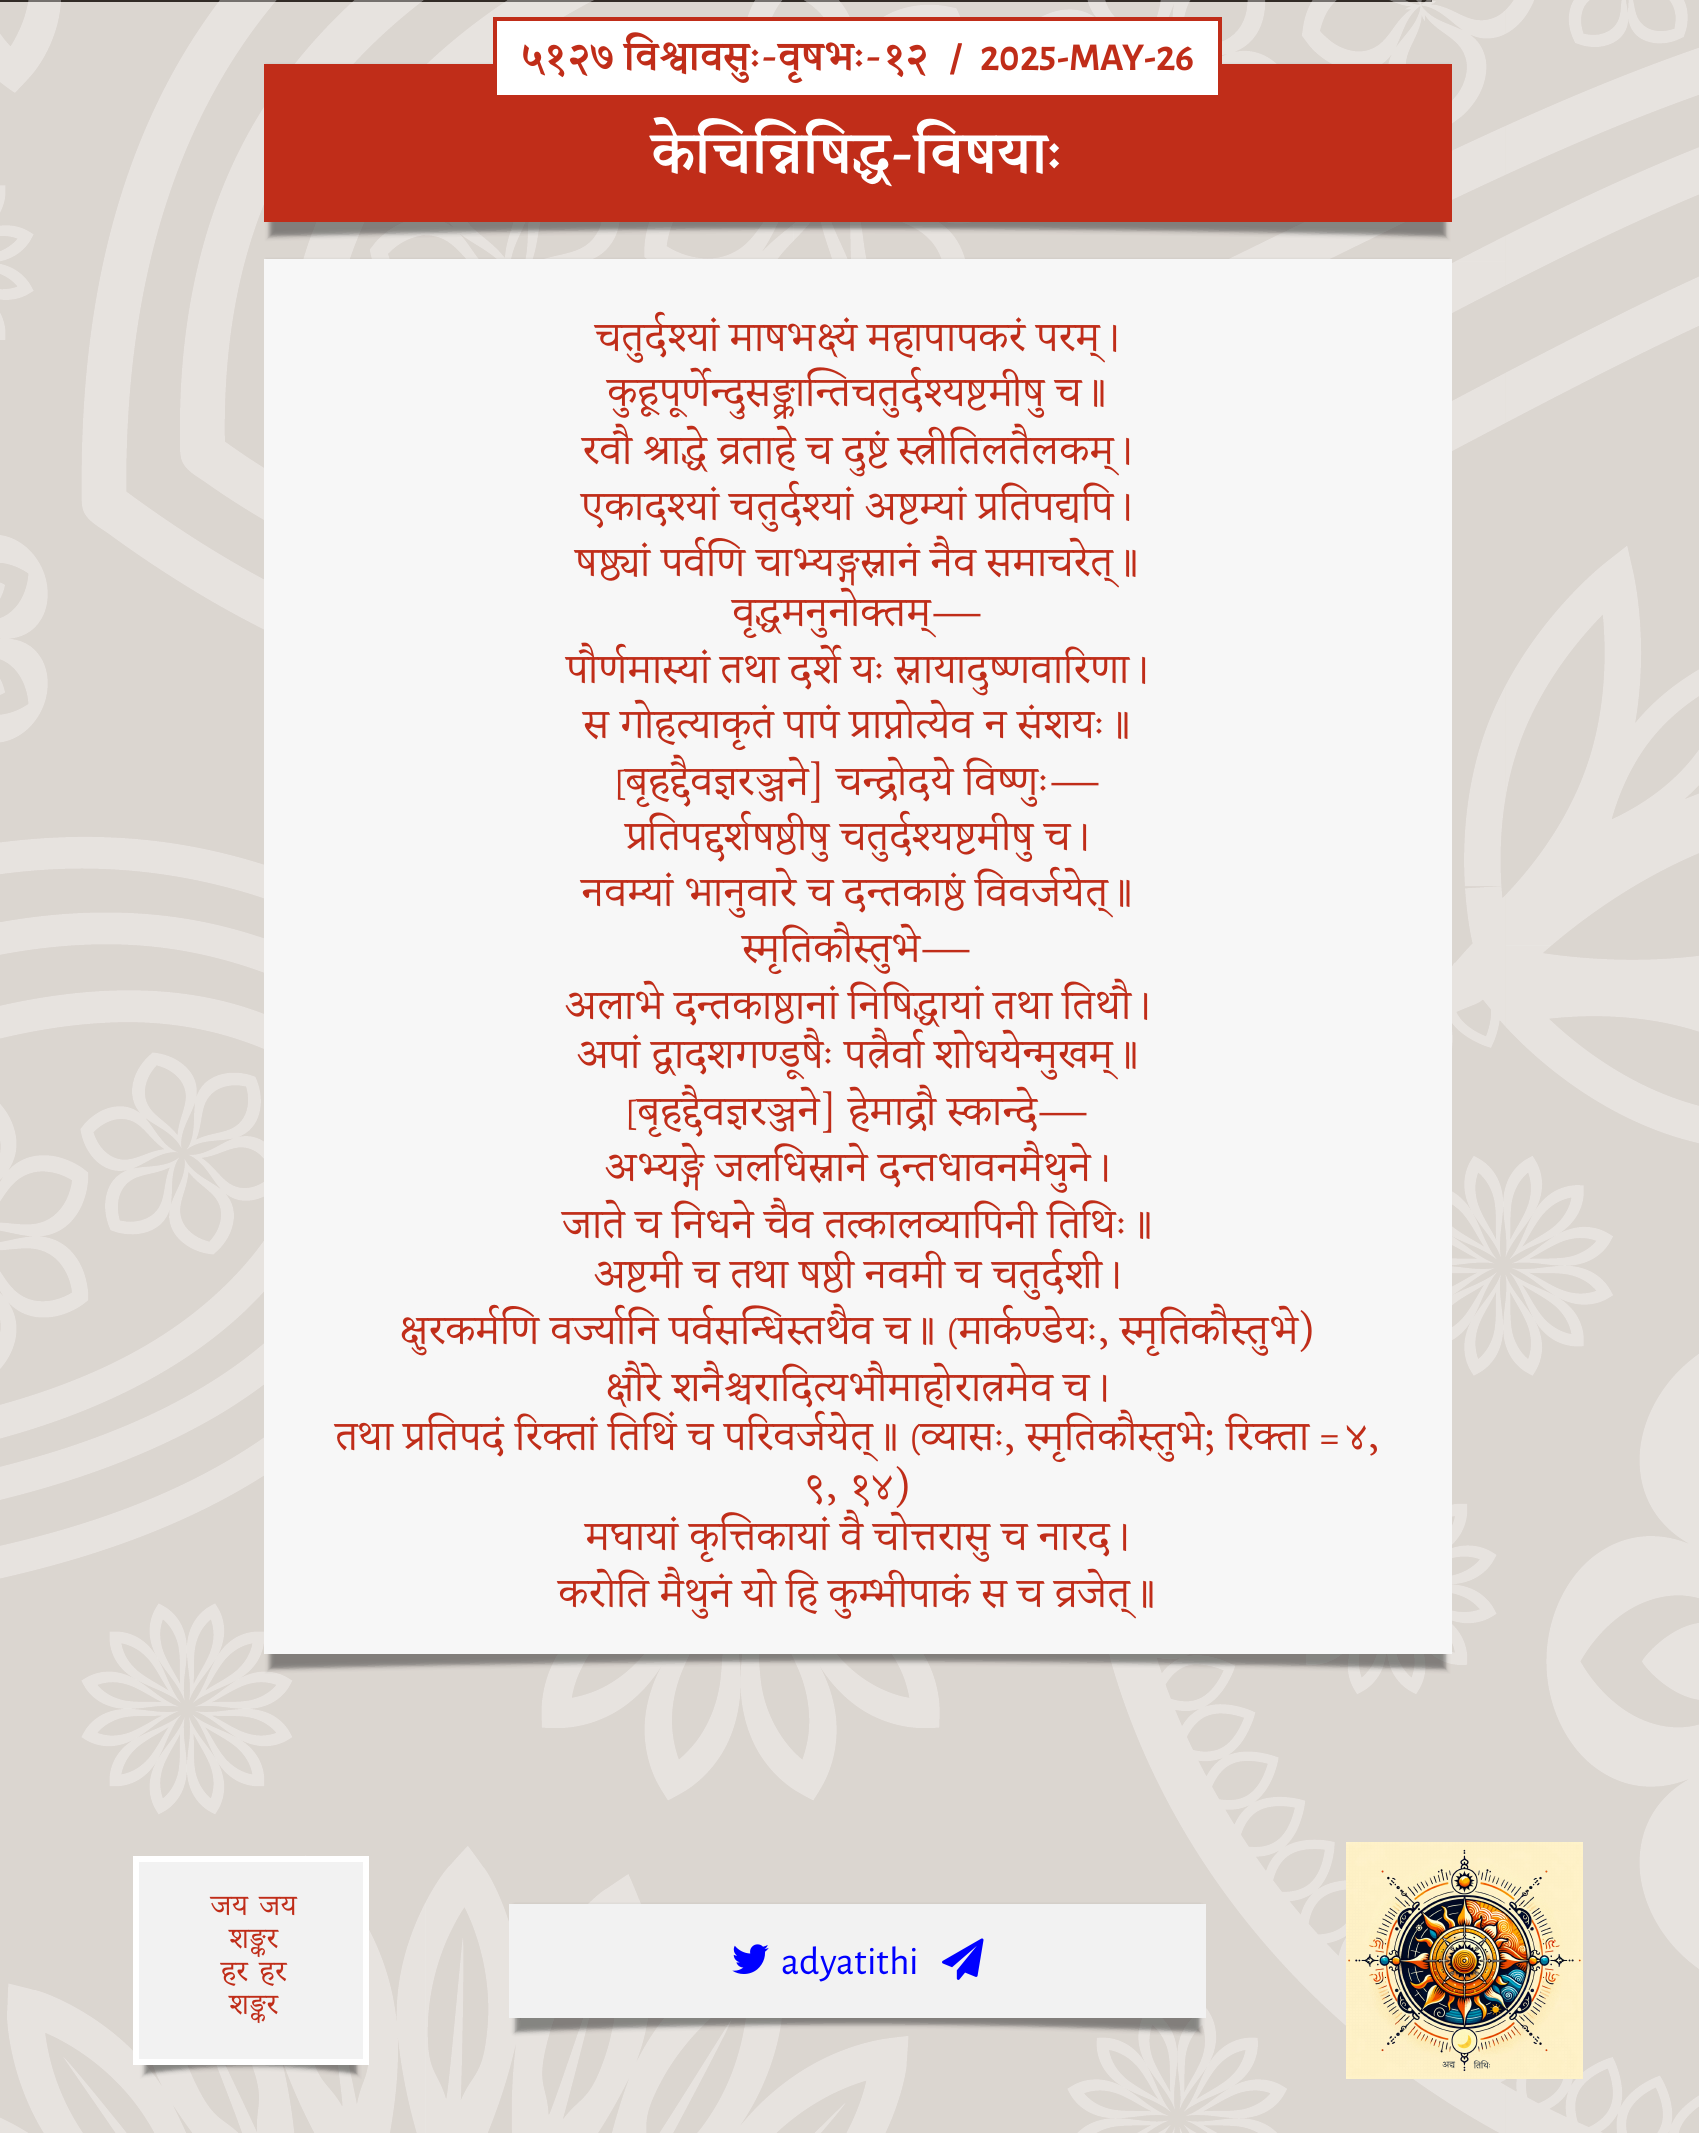 ५१२७ विश्वावसुः-वृषभः-१२ / 2025-MAY-26
केचिन्निषिद्ध-विषयाः
चतुर्दश्यां माषभक्ष्यं महापापकरं परम्।
कुहूपूर्णेन्दुसङ्क्रान्तिचतुर्दश्यष्टमीषु च॥
रवौ श्राद्धे व्रताहे च दुष्टं स्त्रीतिलतैलकम्।
एकादश्यां चतुर्दश्यां अष्टम्यां प्रतिपद्यपि।
षष्ठ्यां पर्वणि चाभ्यङ्गस्नानं नैव समाचरेत्॥
वृद्धमनुनोक्तम्—
पौर्णमास्यां तथा दर्शे यः स्नायादुष्णवारिणा।
स गोहत्याकृतं पापं प्राप्नोत्येव न संशयः॥
[बृहद्दैवज्ञरञ्जने] चन्द्रोदये विष्णुः—
प्रतिपद्दर्शषष्ठीषु चतुर्दश्यष्टमीषु च।
नवम्यां भानुवारे च दन्तकाष्ठं विवर्जयेत्॥
स्मृतिकौस्तुभे—
अलाभे दन्तकाष्ठानां निषिद्धायां तथा तिथौ।
अपां द्वादशगण्डूषैः पत्रैर्वा शोधयेन्मुखम्॥
[बृहद्दैवज्ञरञ्जने] हेमाद्रौ स्कान्दे—
अभ्यङ्गे जलधिस्नाने दन्तधावनमैथुने।
जाते च निधने चैव तत्कालव्यापिनी तिथिः॥
अष्टमी च तथा षष्ठी नवमी च चतुर्दशी।
क्षुरकर्मणि वर्ज्यानि पर्वसन्धिस्तथैव च॥ (मार्कण्डेयः, स्मृतिकौस्तुभे)
क्षौरे शनैश्चरादित्यभौमाहोरात्रमेव च।
तथा प्रतिपदं रिक्तां तिथिं च परिवर्जयेत्॥ (व्यासः, स्मृतिकौस्तुभे; रिक्ता = ४,
९, १४)
मघायां कृत्तिकायां वै चोत्तरासु च नारद।
करोति मैथुनं यो हि कुम्भीपाकं स च व्रजेत्॥
जय जय
शङ्कर
हर हर
शङ्कर
adyatithi
अद्य तिथिः